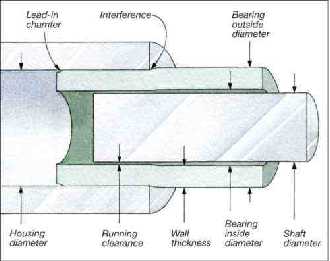 Lead-in
chamfer
Interference
Bearing
outside
diameter
Housing
diameter
Running
clearance
Wall
thickness
Bearing
inside
diameter
Shaft
diameter